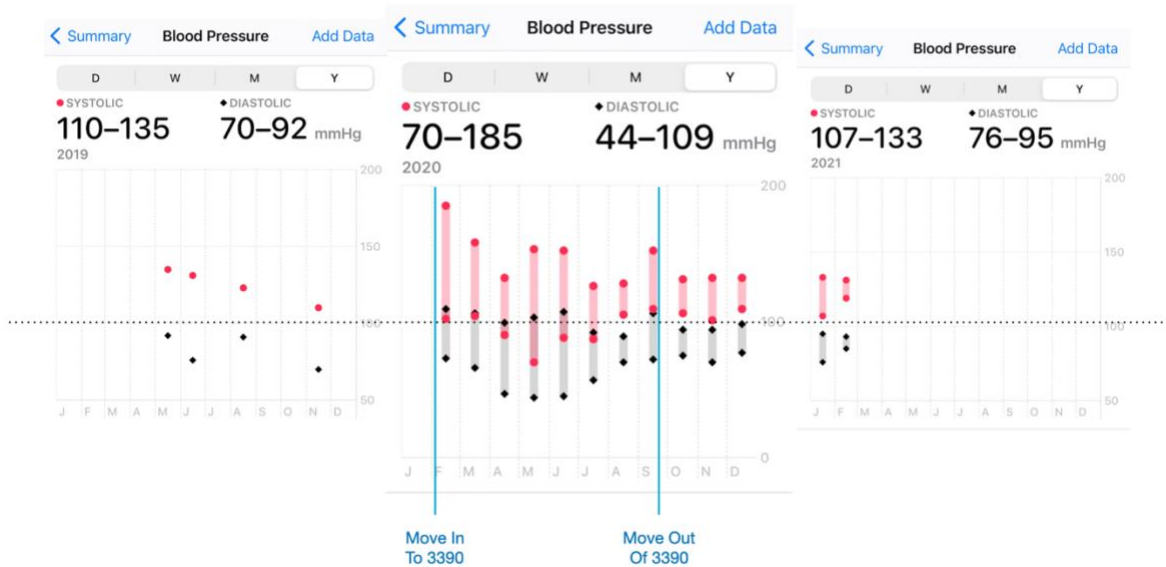 Summary Blood Pressure Add Data
D W M Y
SYSTOLIC DIASTOLIC
110–135 70–92 mmHg
2019
200
150
100
50
J F M A M J J A S O N D
Summary Blood Pressure Add Data
D W M Y
SYSTOLIC DIASTOLIC
70–185 44–109 mmHg
2020
200
100
0
J F M A M J J A S O N D
Move In
To 3390
Move Out
Of 3390
Summary Blood Pressure Add Data
D W M Y
SYSTOLIC DIASTOLIC
107–133 76–95 mmHg
2021
200
150
100
50
J F M A M J J A S O N D